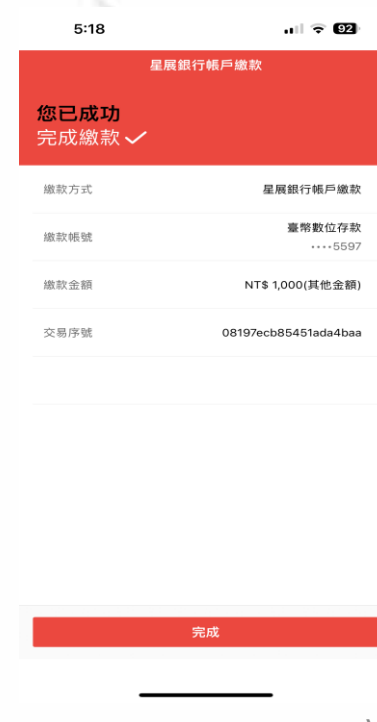 5:18
92
星展銀行帳戶繳款
您已成功
完成繳款
繳款方式 星展銀行帳戶繳款
繳款帳號 臺幣數位存款
····5597
繳款金額 NT$ 1,000(其他金額)
交易序號 08197ecb85451ada4baa
完成